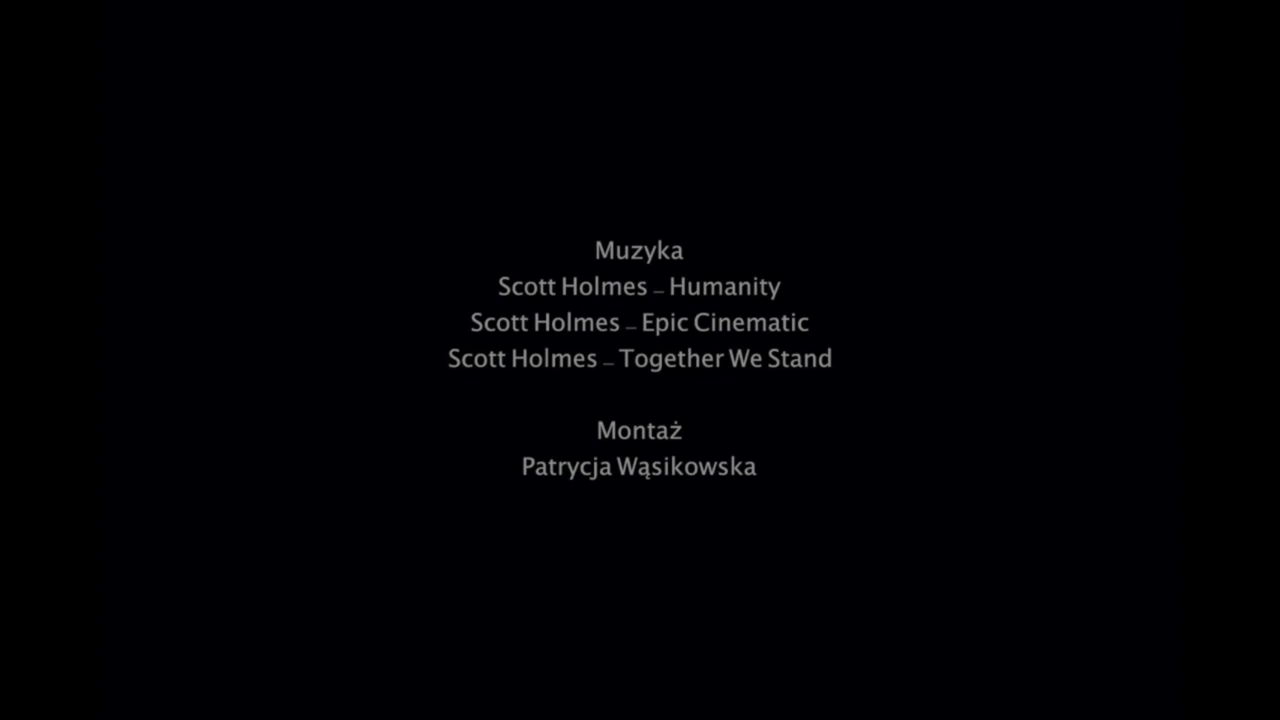 Muzyka
Scott Holmes – Humanity
Scott Holmes – Epic Cinematic
Scott Holmes – Together We Stand
Montaż
Patrycja Wąsikowska